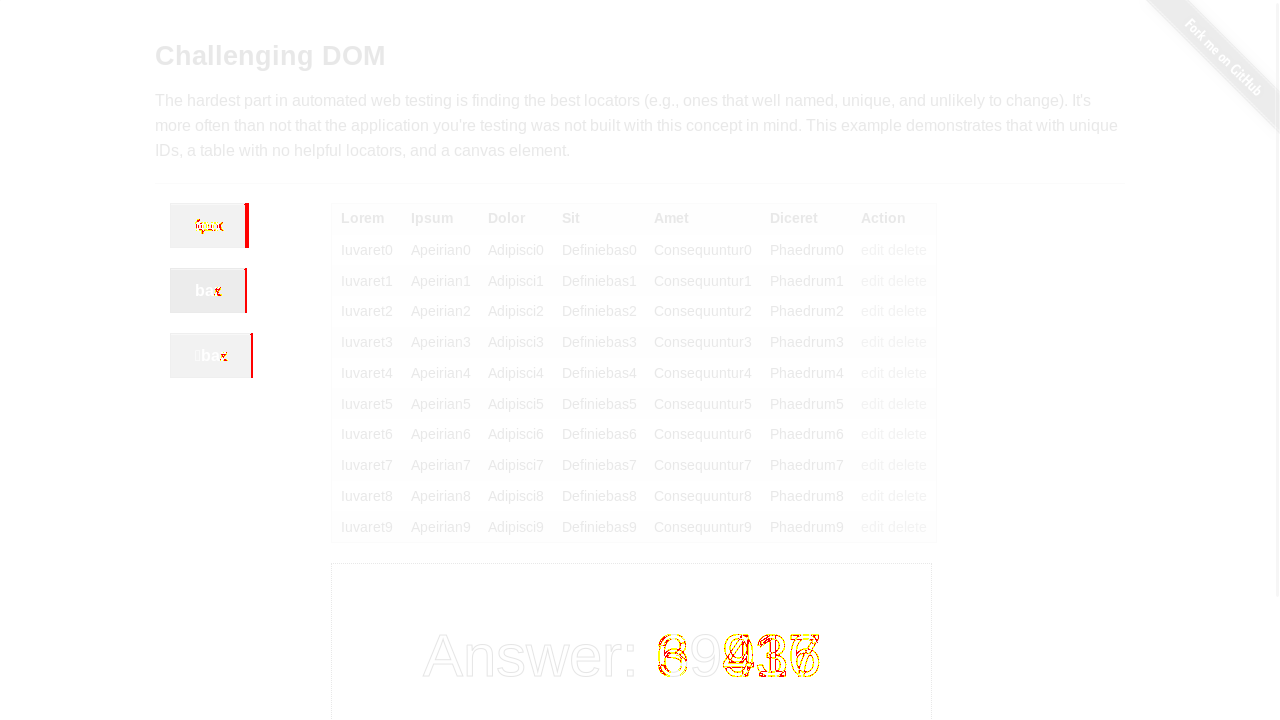 Fork me on GitHub
Challenging DOM
The hardest part in automated web testing is finding the best locators (e.g., ones that well named, unique, and unlikely to change). It's
more often than not that the application you're testing was not built with this concept in mind. This example demonstrates that with unique
IDs, a table with no helpful locators, and a canvas element.
Lorem Ipsum Dolor Sit Amet Diceret Action
Iuvaret0 Apeirian0 Adipisci0 Definiebas0 Consequuntur0 Phaedrum0 edit delete
Iuvaret1 Apeirian1 Adipisci1 Definiebas1 Consequuntur1 Phaedrum1 edit delete
Iuvaret2 Apeirian2 Adipisci2 Definiebas2 Consequuntur2 Phaedrum2 edit delete
Iuvaret3 Apeirian3 Adipisci3 Definiebas3 Consequuntur3 Phaedrum3 edit delete
Iuvaret4 Apeirian4 Adipisci4 Definiebas4 Consequuntur4 Phaedrum4 edit delete
Iuvaret5 Apeirian5 Adipisci5 Definiebas5 Consequuntur5 Phaedrum5 edit delete
Iuvaret6 Apeirian6 Adipisci6 Definiebas6 Consequuntur6 Phaedrum6 edit delete
Iuvaret7 Apeirian7 Adipisci7 Definiebas7 Consequuntur7 Phaedrum7 edit delete
Iuvaret8 Apeirian8 Adipisci8 Definiebas8 Consequuntur8 Phaedrum8 edit delete
Iuvaret9 Apeirian9 Adipisci9 Definiebas9 Consequuntur9 Phaedrum9 edit delete
Answer: